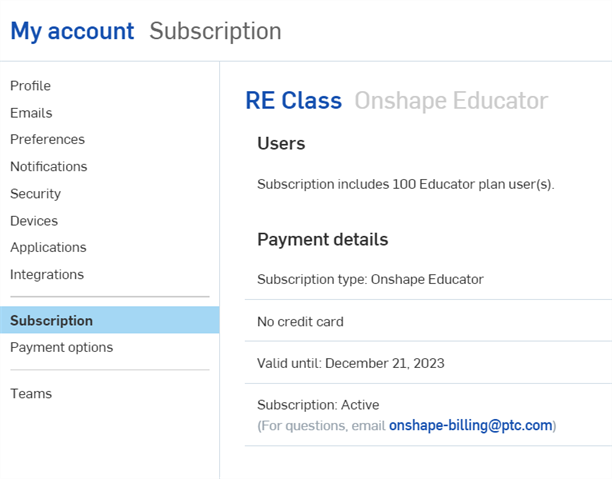 My account Subscription
Profile
Emails
Preferences
Notifications
Security
Devices
Applications
Integrations
Subscription
Payment options
Teams
RE Class Onshape Educator
Users
Subscription includes 100 Educator plan user(s).
Payment details
Subscription type: Onshape Educator
No credit card
Valid until: December 21, 2023
Subscription: Active
(For questions, email onshape-billing@ptc.com)